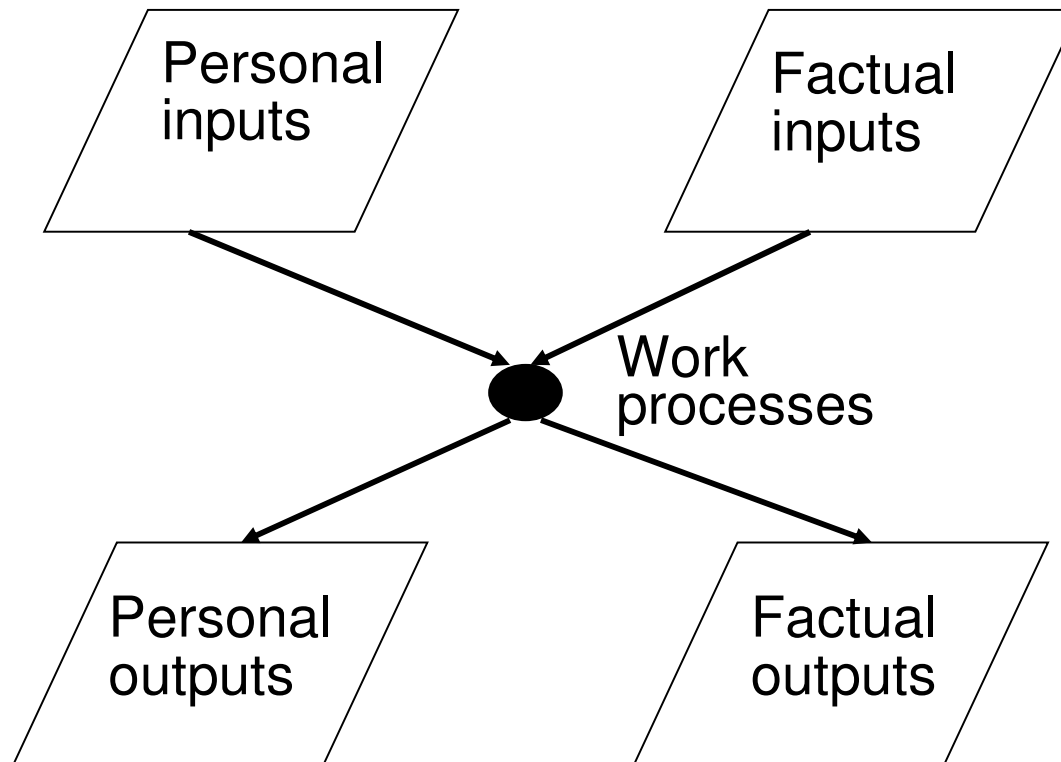 Personal
inputs
Factual
inputs
Work
processes
Personal
outputs
Factual
outputs